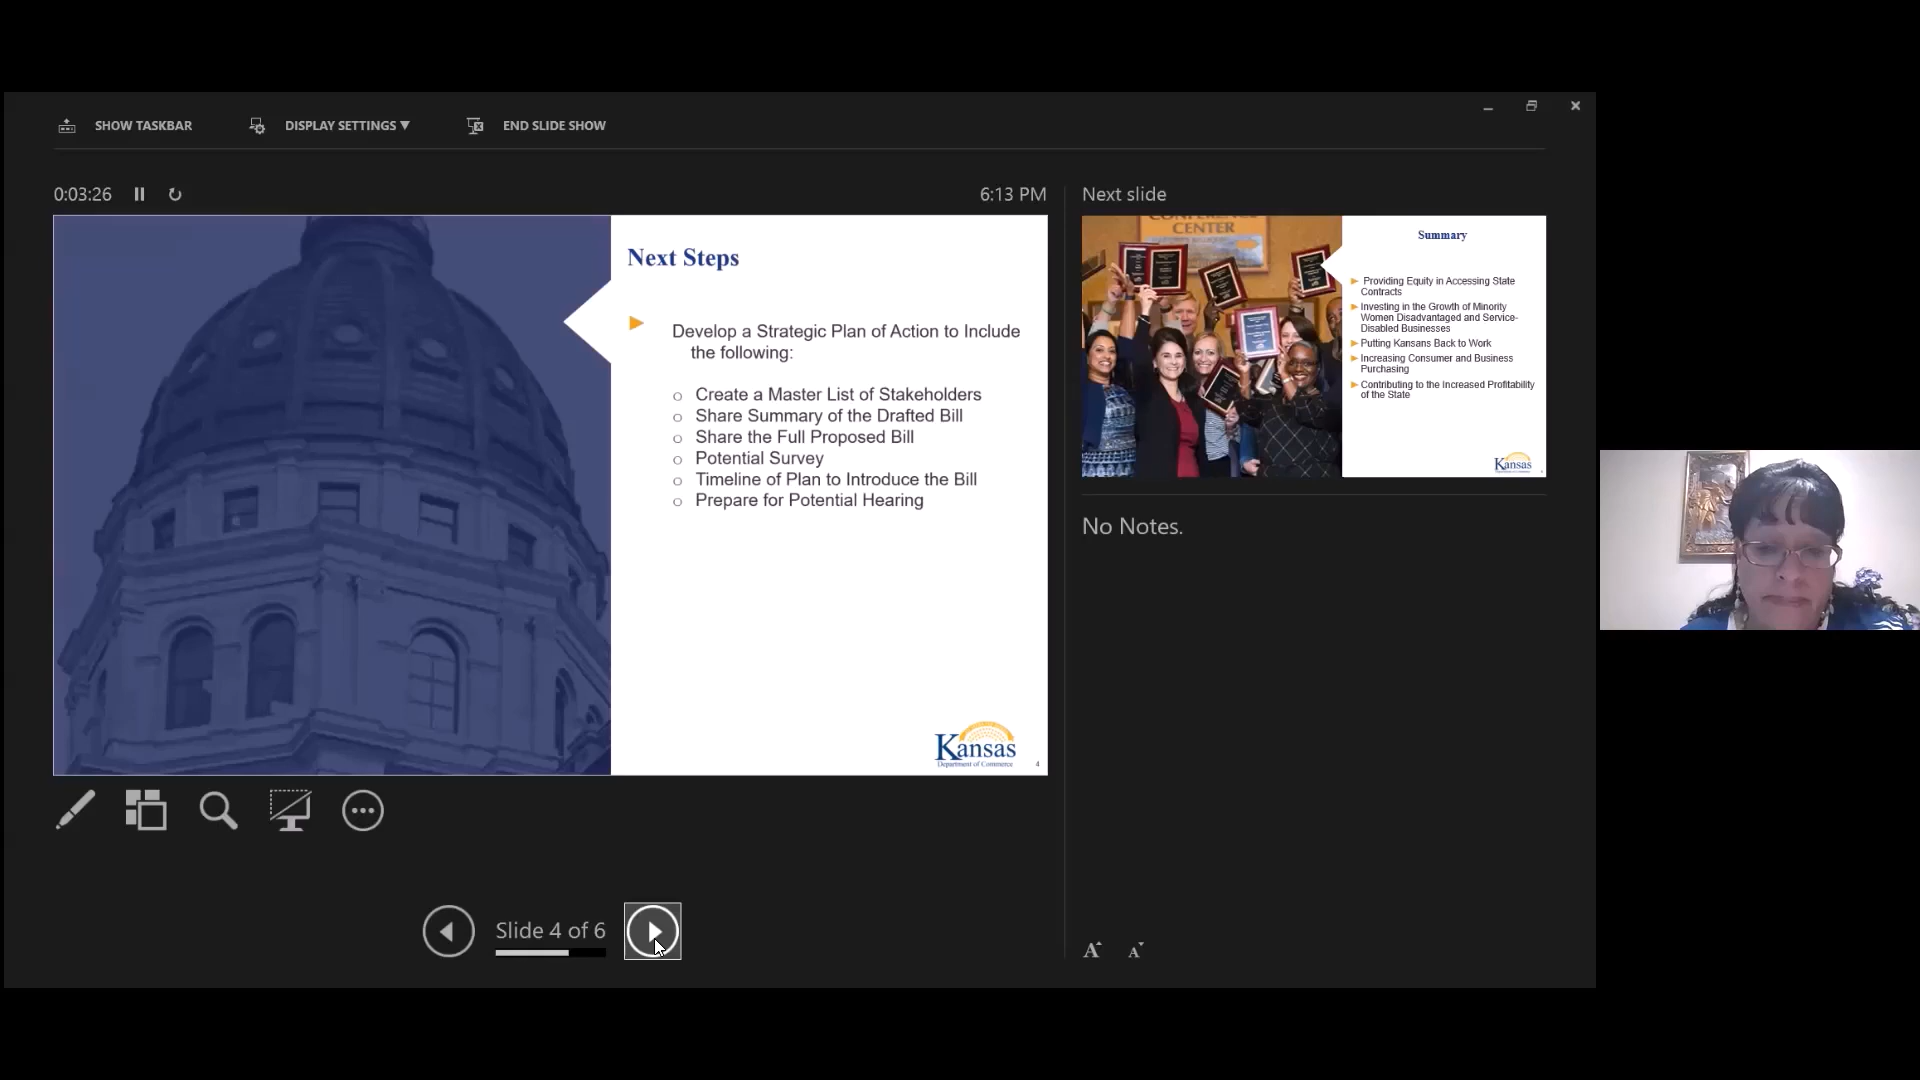 SHOW TASKBAR
DISPLAY SETTINGS ▼
END SLIDE SHOW
0:03:26
6:13 PM
Next Steps
Develop a Strategic Plan of Action to Include
the following:
o Create a Master List of Stakeholders
o Share Summary of the Drafted Bill
o Share the Full Proposed Bill
o Potential Survey
o Timeline of Plan to Introduce the Bill
o Prepare for Potential Hearing
Kansas
Department of Commerce
4
Next slide
CONFERENCE
CENTER
Summary
Providing Equity in Accessing State
Contracts
Investing in the Growth of Minority
Women Disadvantaged and Service-
Disabled Businesses
Putting Kansans Back to Work
Increasing Consumer and Business
Purchasing
Contributing to the Increased Profitability
of the State
Kansas
No Notes.
Slide 4 of 6
A A